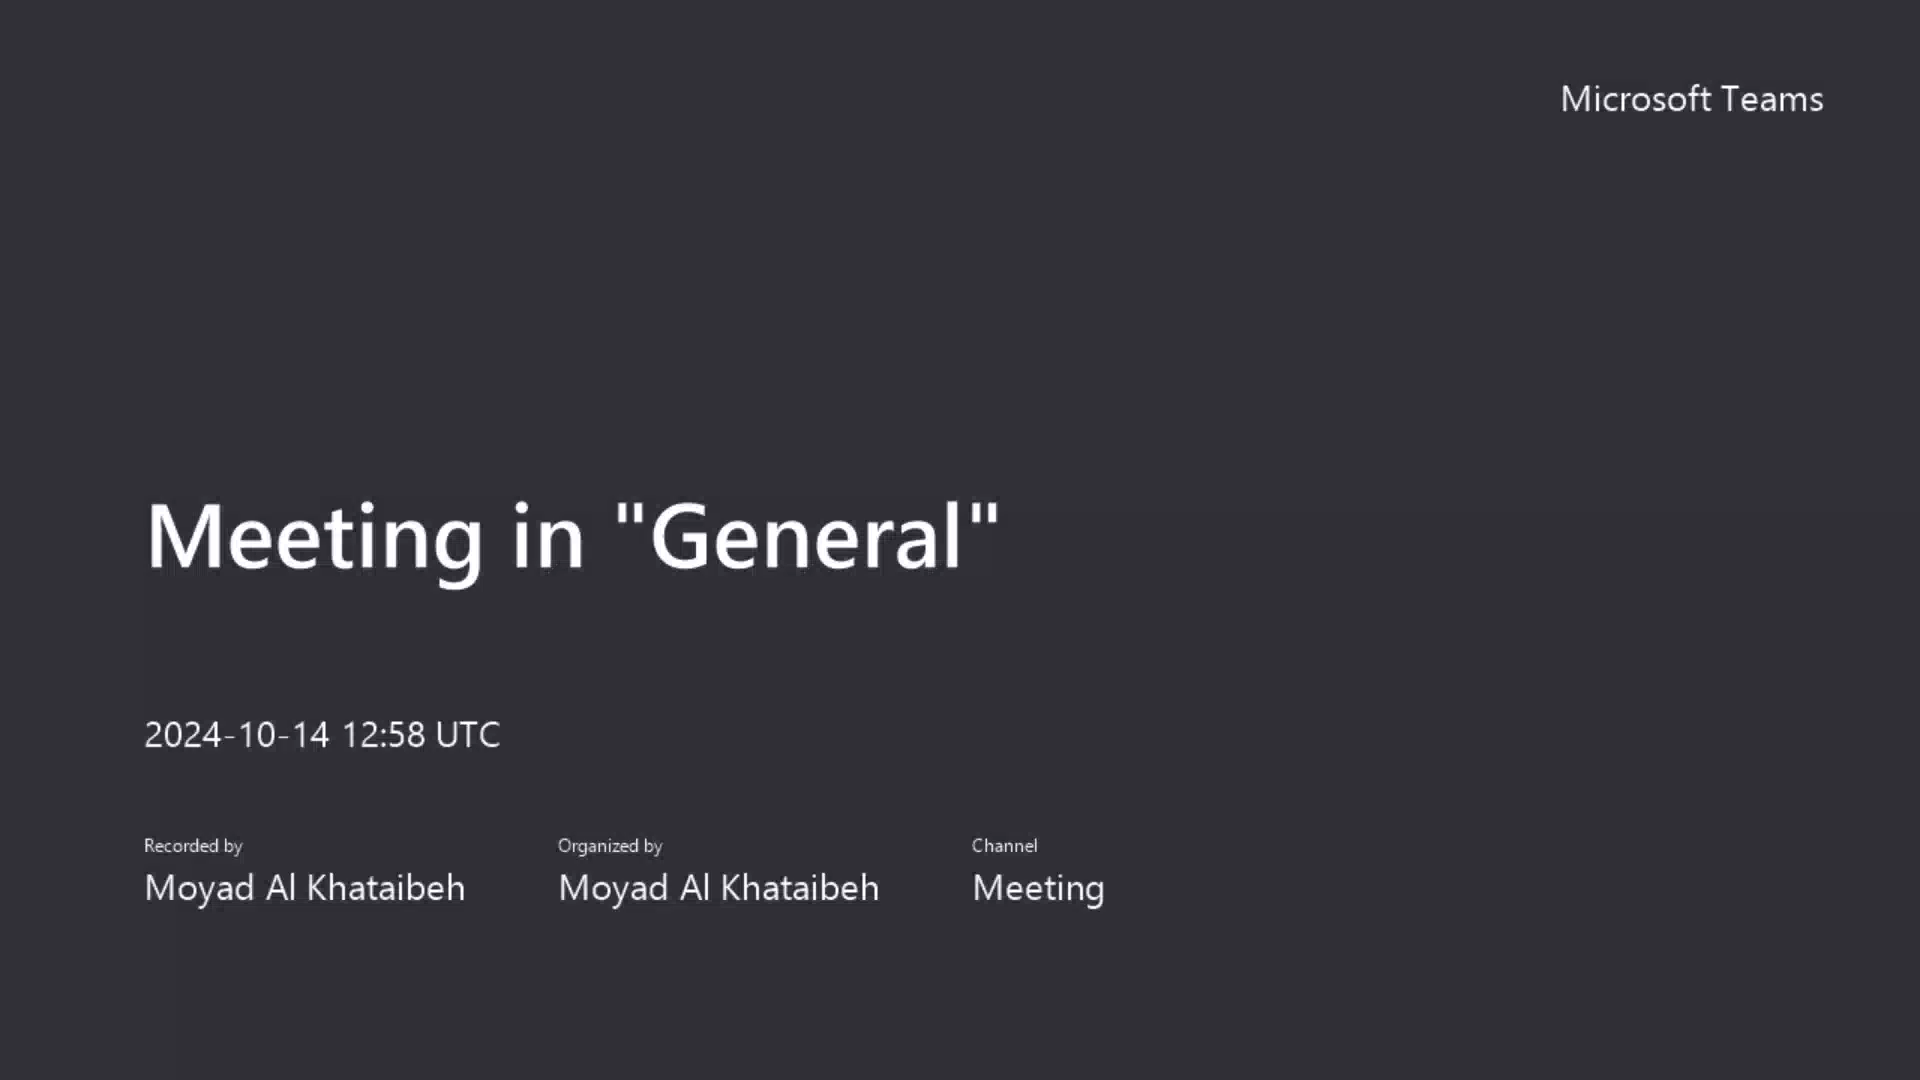 Microsoft Teams
Meeting in "General"
2024-10-14 12:58 UTC
Recorded by
Moyad Al Khataibeh
Organized by
Moyad Al Khataibeh
Channel
Meeting